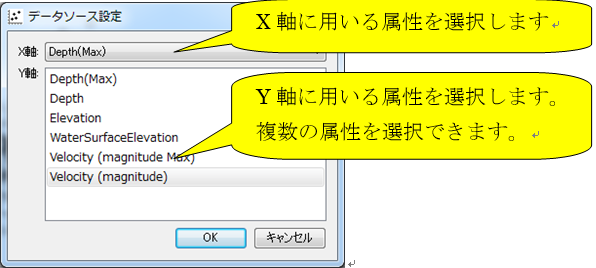 データソース設定
X 軸に用いる属性を選択します
X軸:
Depth(Max)
Y軸:
Depth(Max)
Depth
Elevation
WaterSurfaceElevation
Velocity (magnitude Max)
Velocity (magnitude)
Y 軸に用いる属性を選択します。
複数の属性を選択できます。
OK
キャンセル